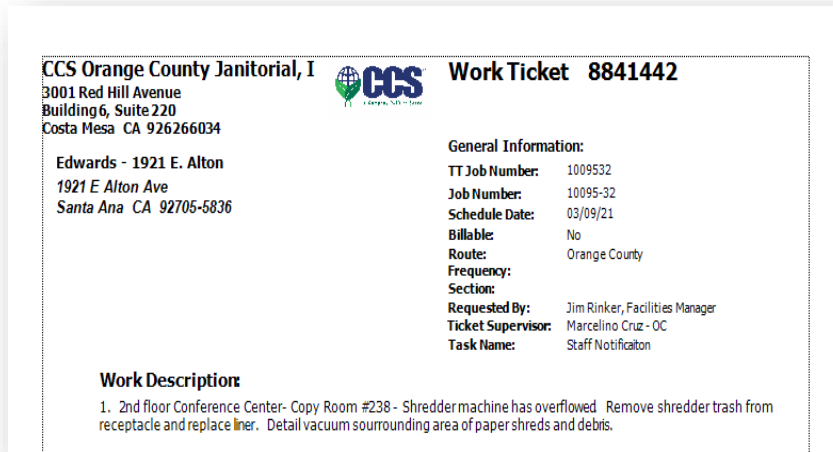 CCS Orange County Janitorial, I
CCS
Work Ticket 8841442
3001 Red Hill Avenue
Building 6, Suite 220
Costa Mesa CA 926266034
Edwards - 1921 E. Alton
1921 E Alton Ave
Santa Ana CA 92705-5836
General Information:
TT Job Number: 1009532
Job Number: 10095-32
Schedule Date: 03/09/21
Billable: No
Route: Orange County
Frequency:
Section:
Requested By: Jim Rinker, Facilities Manager
Ticket Supervisor: Marcelino Cruz - OC
Task Name: Staff Notificaiton
Work Description:
1. 2nd floor Conference Center- Copy Room #238 - Shredder machine has overflowed Remove shredder trash from
receptacle and replace liner. Detail vacuum sourrounding area of paper shreds and debris.